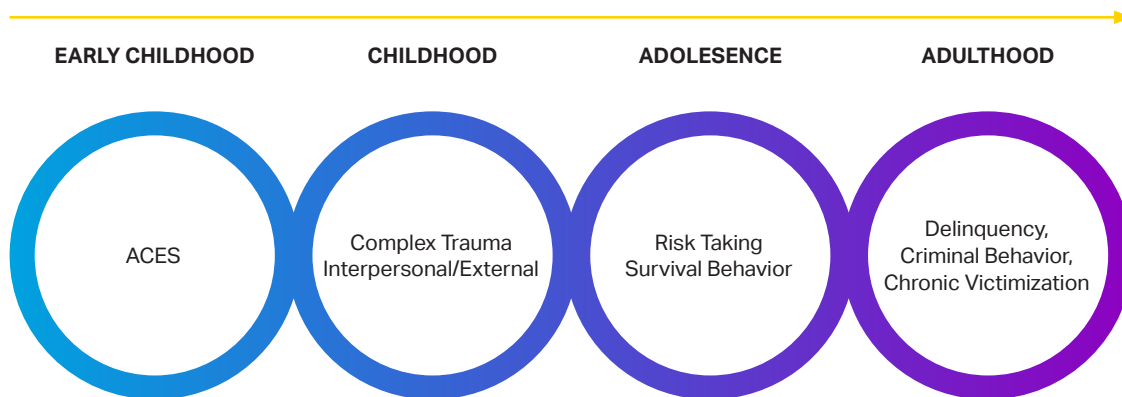 EARLY CHILDHOOD
CHILDHOOD
ADOLESENCE
ADULTHOOD
ACES
Complex Trauma
Interpersonal/External
Risk Taking
Survival Behavior
Delinquency,
Criminal Behavior,
Chronic Victimization